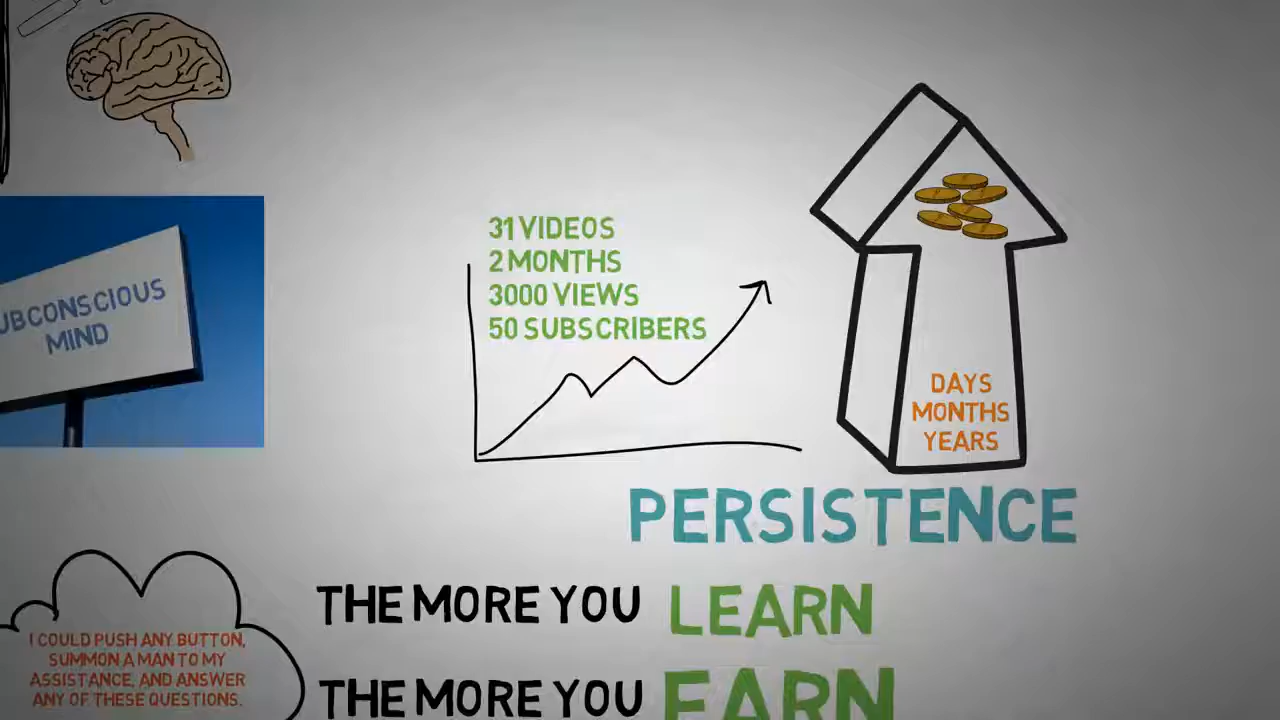 UBCONSCIOUS
MIND
31 VIDEOS
2 MONTHS
3000 VIEWS
50 SUBSCRIBERS
DAYS
MONTHS
YEARS
PERSISTENCE
THE MORE YOU LEARN
THE MORE YOU EARN
I COULD PUSH ANY BUTTON,
SUMMON A MAN TO MY
ASSISTANCE, AND ANSWER
ANY OF THESE QUESTIONS.